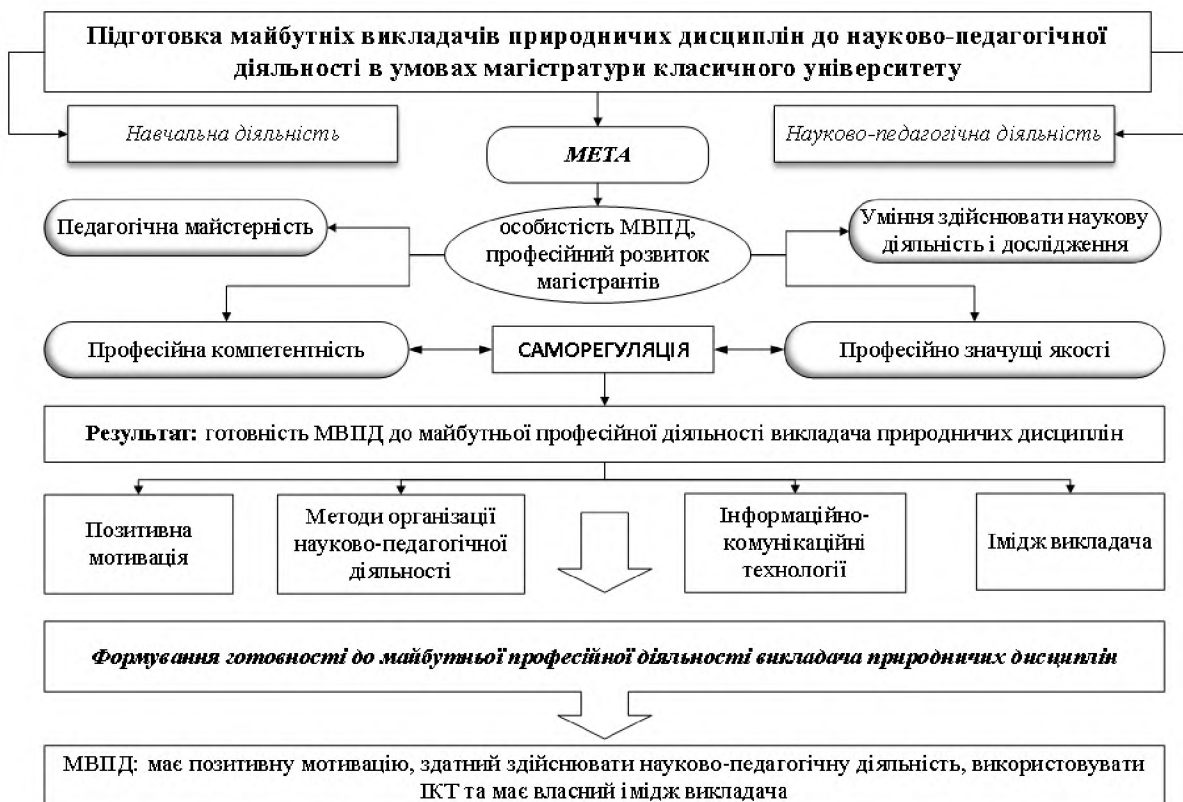 Підготовка майбутніх викладачів природничих дисциплін до науково-педагогічної
діяльності в умовах магістратури класичного університету
Навчальна діяльність
Науково-педагогічна діяльність
МЕТА
Педагогічна майстерність
особистість МВПД,
професійний розвиток
магістрантів
Уміння здійснювати наукову
діяльність і дослідження
Професійна компетентність
САМОРЕГУЛЯЦІЯ
Професійно значущі якості
Результат: готовність МВПД до майбутньої професійної діяльності викладача природничих дисциплін
Позитивна
мотивація
Методи організації
науково-педагогічної
діяльності
Інформаційно-
комунікаційні
технології
Імідж викладача
Формування готовності до майбутньої професійної діяльності викладача природничих дисциплін
МВПД: має позитивну мотивацію, здатний здійснювати науково-педагогічну діяльність, використовувати
ІКТ та має власний імідж викладача